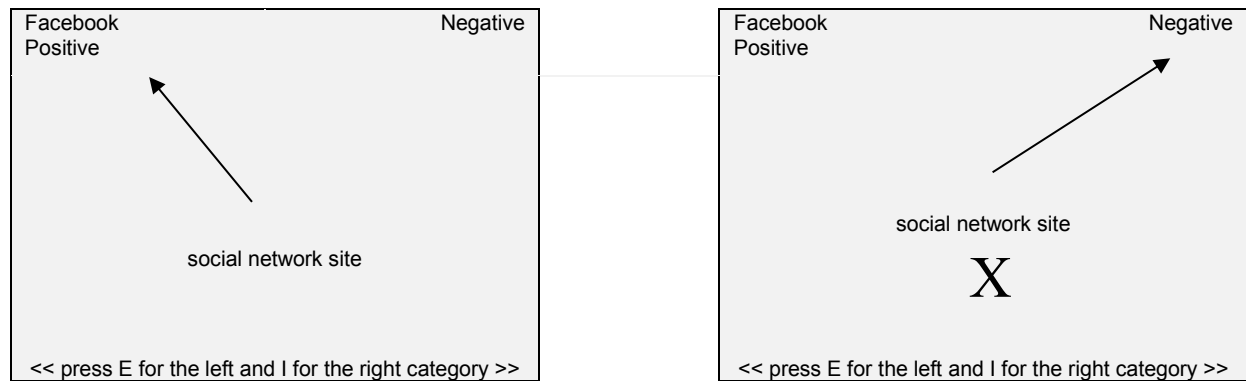 Facebook Negative
Positive
social network site
<< press E for the left and I for the right category >>
Facebook Negative
Positive
social network site
X
<< press E for the left and I for the right category >>